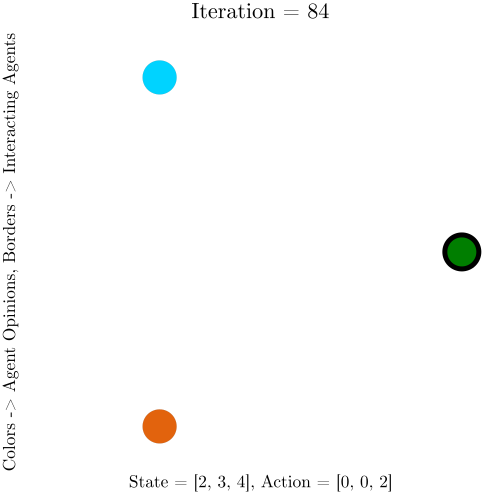 Iteration = 84
Colors -> Agent Opinions, Borders -> Interacting Agents
State = [2, 3, 4], Action = [0, 0, 2]